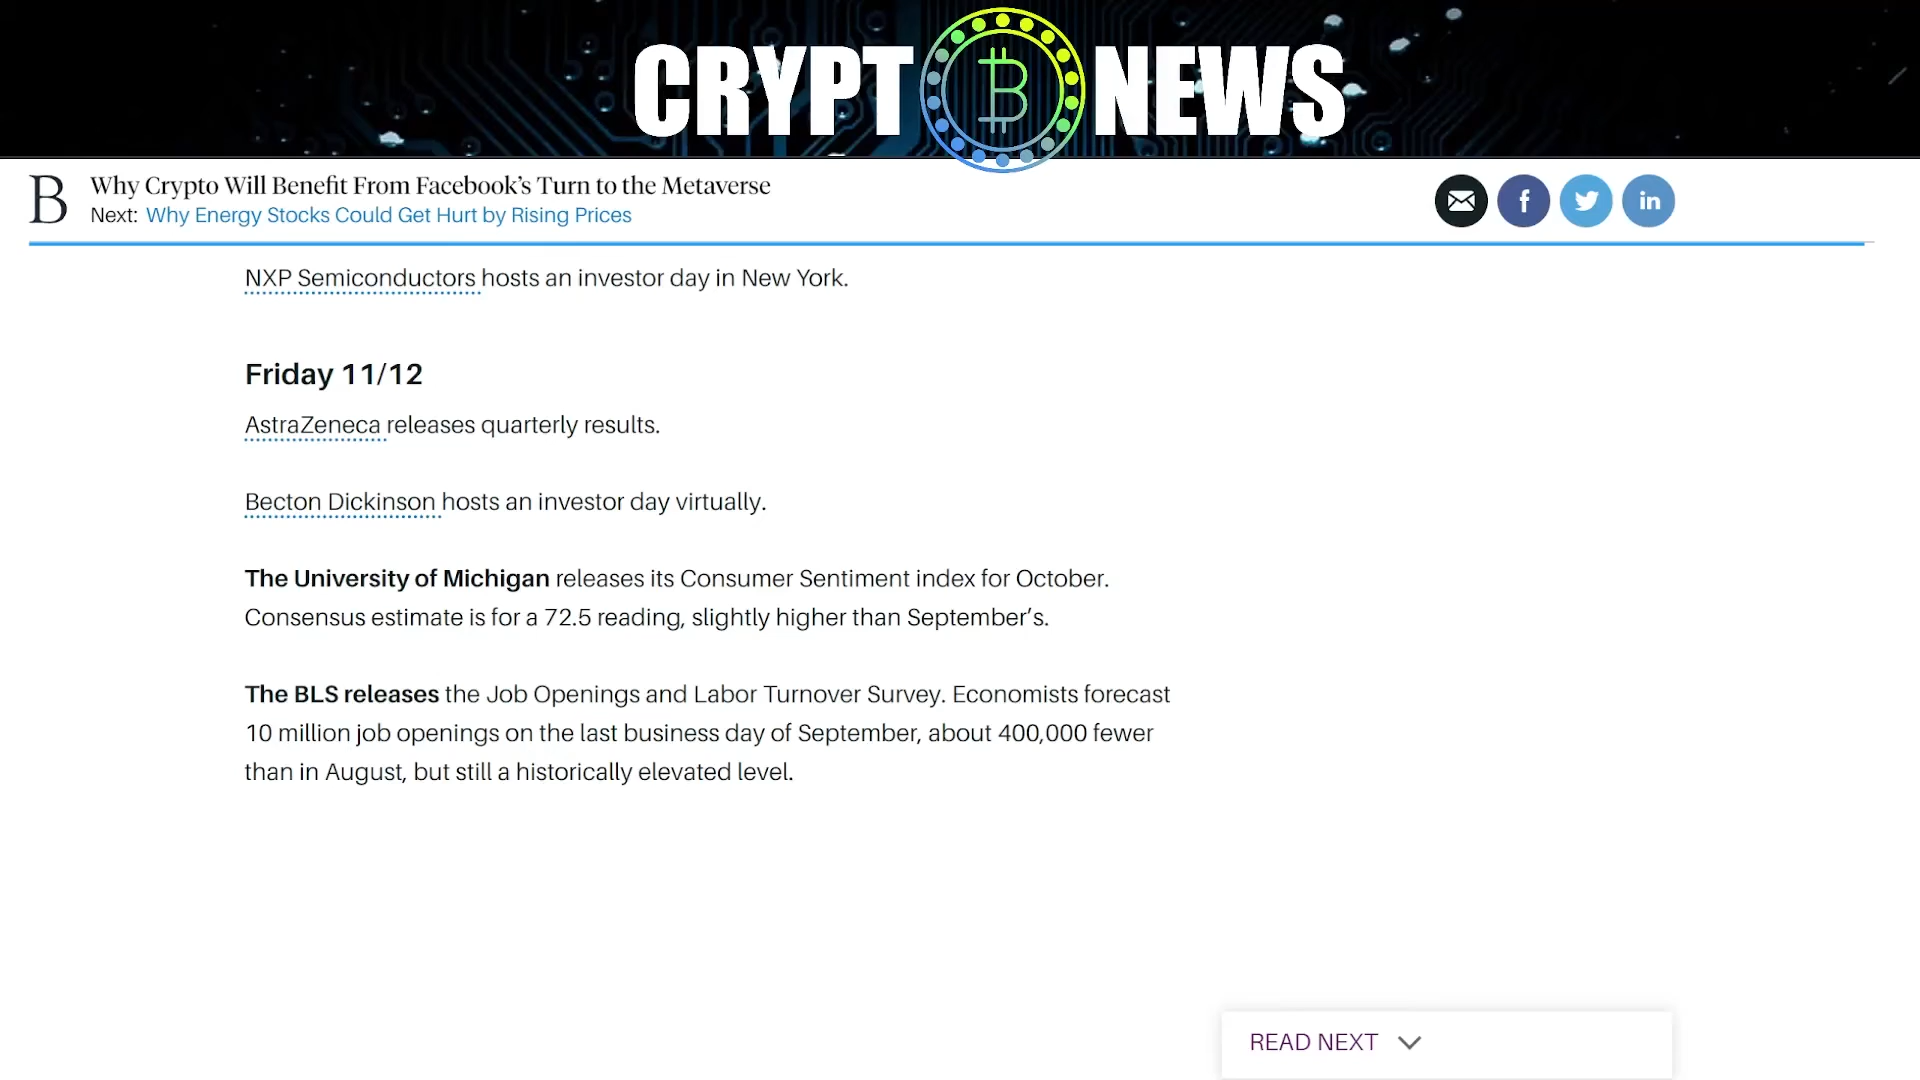 CRYPT NEWS
B
Why Crypto Will Benefit From Facebook’s Turn to the Metaverse
Next: Why Energy Stocks Could Get Hurt by Rising Prices
NXP Semiconductors hosts an investor day in New York.
Friday 11/12
AstraZeneca releases quarterly results.
Becton Dickinson hosts an investor day virtually.
The University of Michigan releases its Consumer Sentiment index for October.
Consensus estimate is for a 72.5 reading, slightly higher than September’s.
The BLS releases the Job Openings and Labor Turnover Survey. Economists forecast
10 million job openings on the last business day of September, about 400,000 fewer
than in August, but still a historically elevated level.
READ NEXT